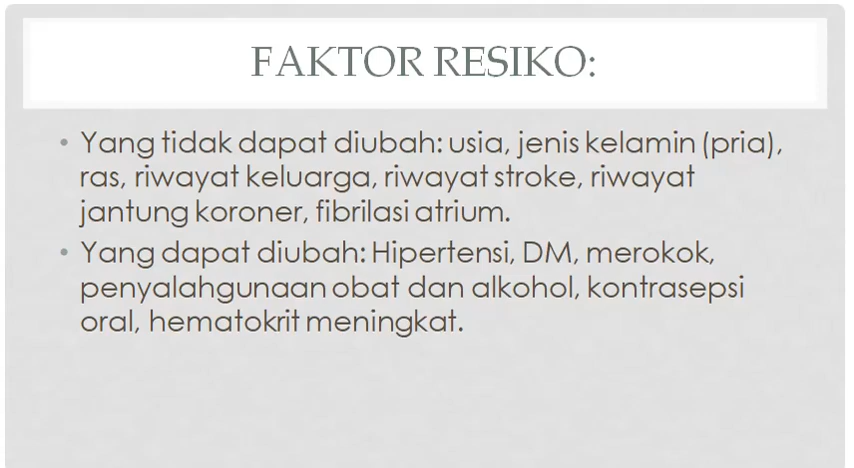 FAKTOR RESIKO:
• Yang tidak dapat diubah: usia, jenis kelamin (pria),
ras, riwayat keluarga, riwayat stroke, riwayat
jantung koroner, fibrilasi atrium.
• Yang dapat diubah: Hipertensi, DM, merokok,
penyalahgunaan obat dan alkohol, kontrasepsi
oral, hematokrit meningkat.